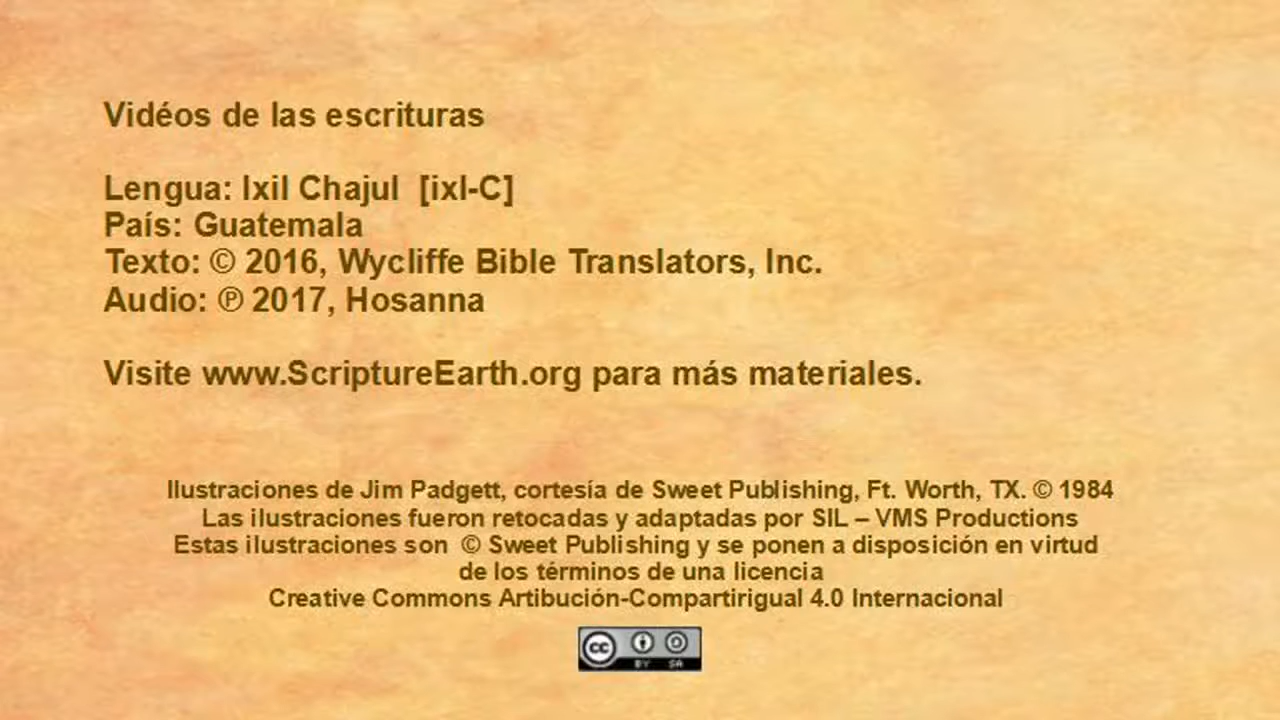 Vidéos de las escrituras
Lengua: Ixil Chajul [ixl-C]
País: Guatemala
Texto: © 2016, Wycliffe Bible Translators, Inc.
Audio: ℗ 2017, Hosanna
Visite www.ScriptureEarth.org para más materiales.
Ilustraciones de Jim Padgett, cortesía de Sweet Publishing, Ft. Worth, TX. © 1984
Las ilustraciones fueron retocadas y adaptadas por SIL – VMS Productions
Estas ilustraciones son © Sweet Publishing y se ponen a disposición en virtud
de los términos de una licencia
Creative Commons Artibución-Compartirigual 4.0 Internacional
cc BY SA